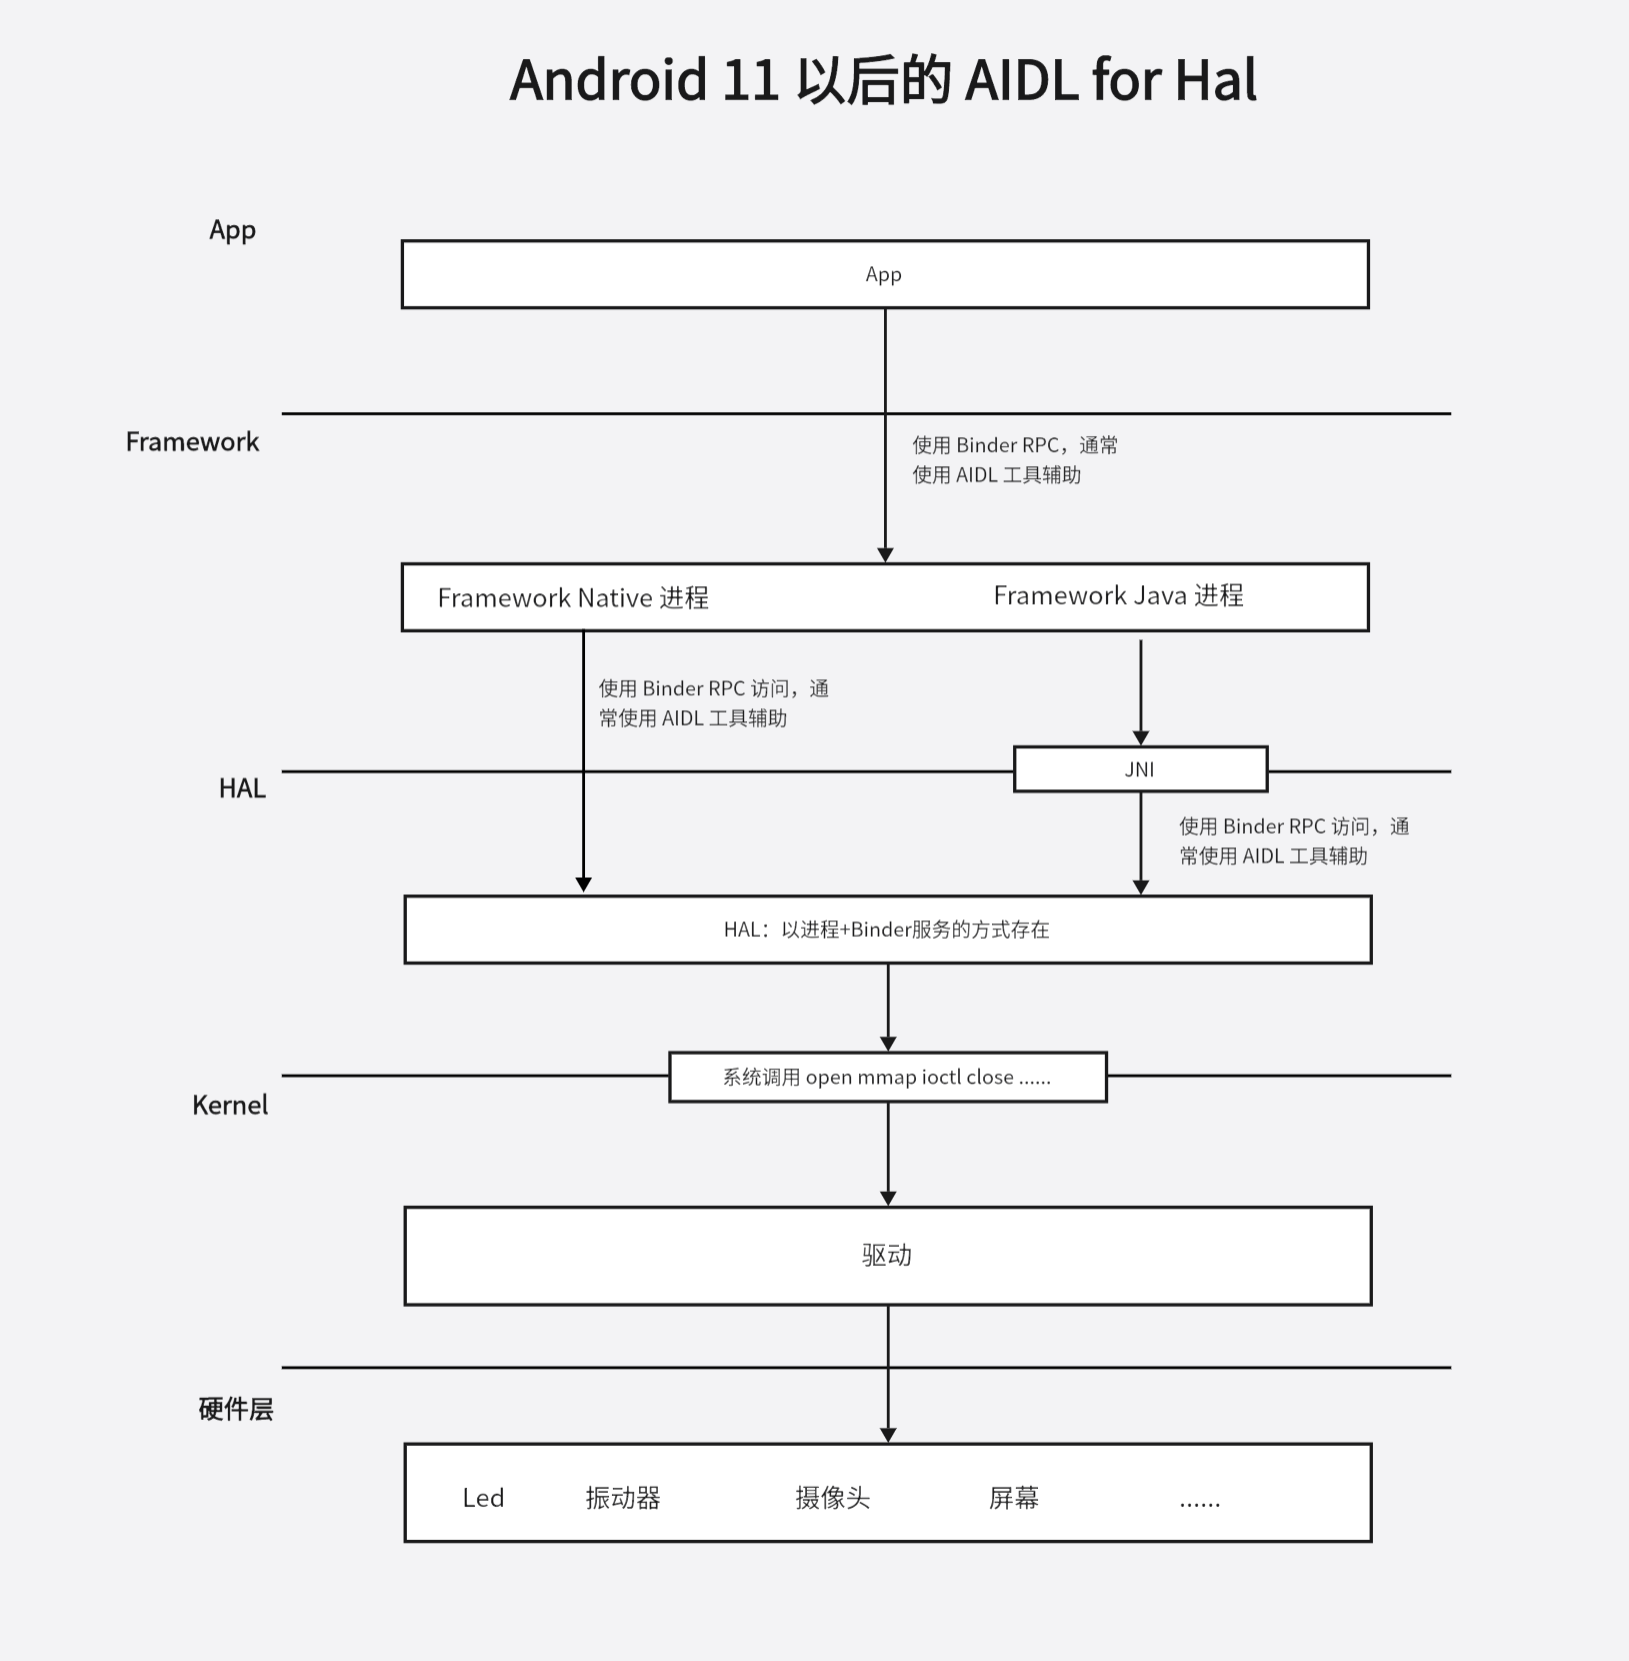 Android 11 以后的 AIDL for Hal
App
App
Framework
使用 Binder RPC，通常
使用 AIDL 工具辅助
Framework Native 进程
Framework Java 进程
使用 Binder RPC 访问，通
常使用 AIDL 工具辅助
JNI
HAL
使用 Binder RPC 访问，通
常使用 AIDL 工具辅助
HAL：以进程+Binder服务的方式存在
系统调用 open mmap ioctl close ......
Kernel
驱动
硬件层
Led 振动器 摄像头 屏幕 ......